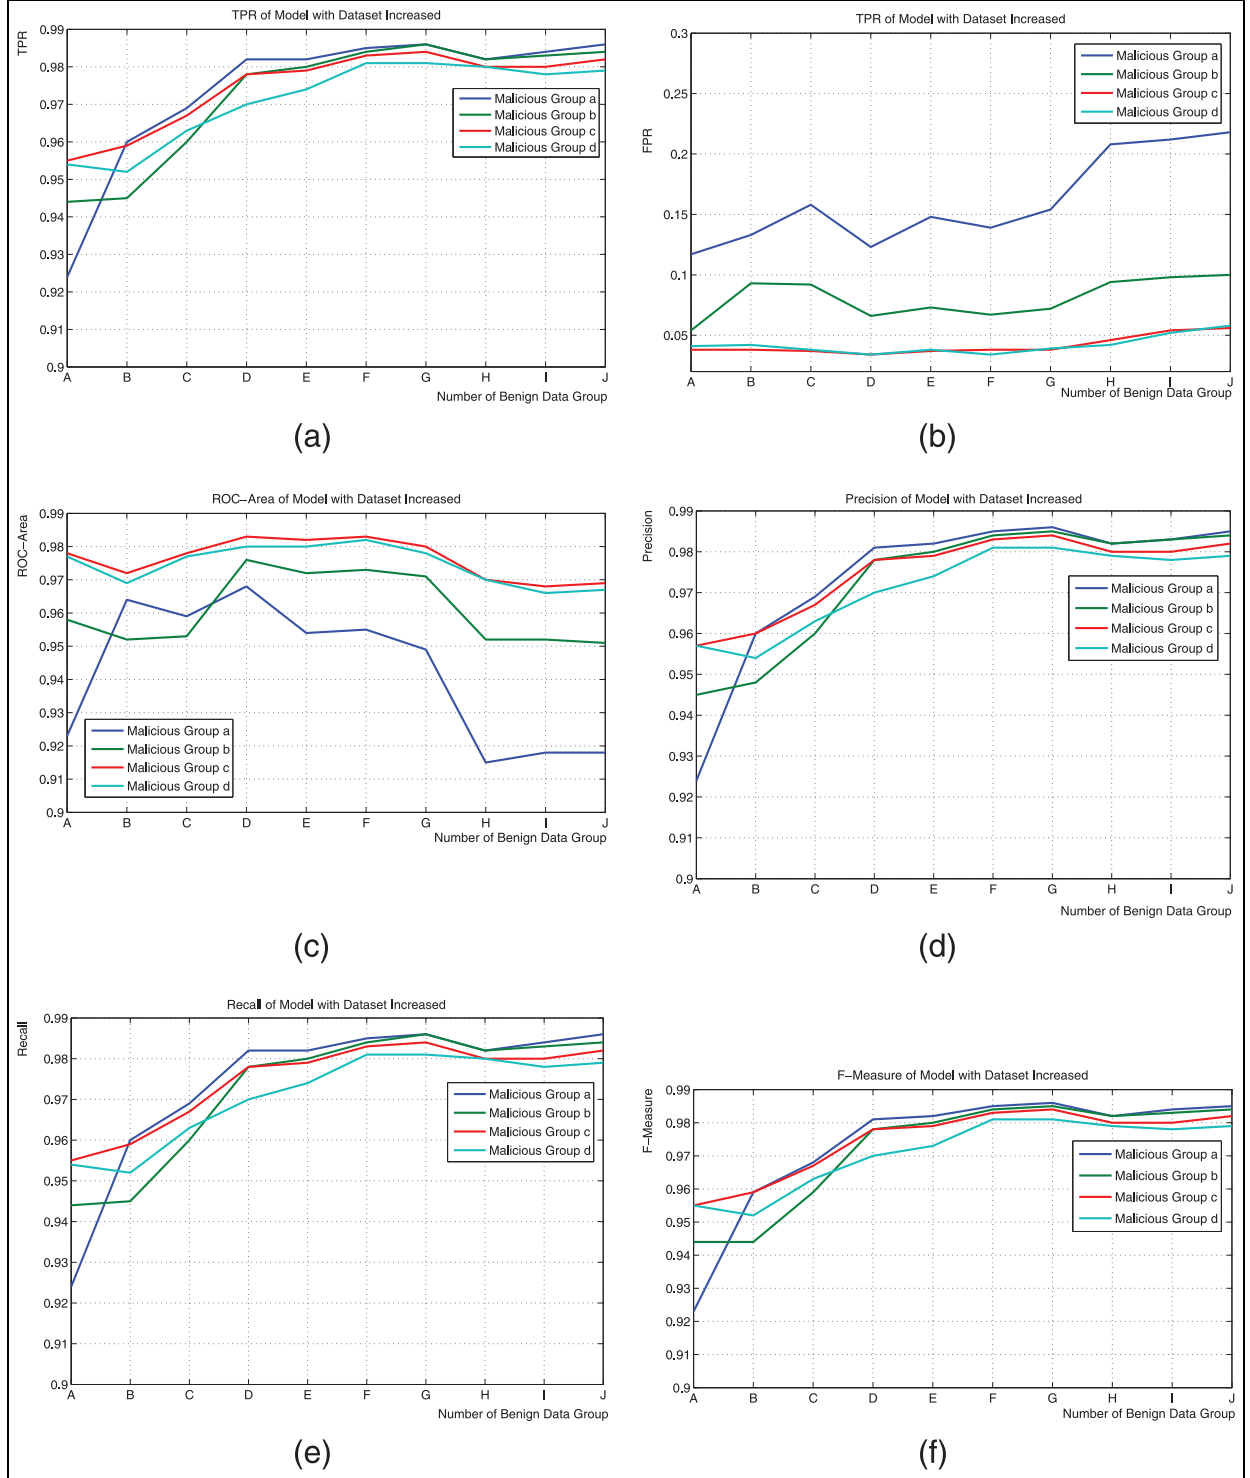 TPR of Model with Dataset Increased
TPR
0.99
0.98
0.97
0.96
0.95
0.94
0.93
0.92
0.91
0.9
Malicious Group a
Malicious Group b
Malicious Group c
Malicious Group d
A B C D E F G H I J
Number of Benign Data Group
(a)
TPR of Model with Dataset Increased
FPR
0.3
0.25
0.2
0.15
0.1
0.05
Malicious Group a
Malicious Group b
Malicious Group c
Malicious Group d
A B C D E F G H I J
Number of Benign Data Group
(b)
ROC-Area of Model with Dataset Increased
ROC-Area
0.99
0.98
0.97
0.96
0.95
0.94
0.93
0.92
0.91
0.9
Malicious Group a
Malicious Group b
Malicious Group c
Malicious Group d
A B C D E F G H I J
Number of Benign Data Group
(c)
Precision of Model with Dataset Increased
Precision
0.99
0.98
0.97
0.96
0.95
0.94
0.93
0.92
0.91
0.9
Malicious Group a
Malicious Group b
Malicious Group c
Malicious Group d
A B C D E F G H I J
Number of Benign Data Group
(d)
Recall of Model with Dataset Increased
Recall
0.99
0.98
0.97
0.96
0.95
0.94
0.93
0.92
0.91
0.9
Malicious Group a
Malicious Group b
Malicious Group c
Malicious Group d
A B C D E F G H I J
Number of Benign Data Group
(e)
F-Measure of Model with Dataset Increased
F-Measure
0.99
0.98
0.97
0.96
0.95
0.94
0.93
0.92
0.91
0.9
Malicious Group a
Malicious Group b
Malicious Group c
Malicious Group d
A B C D E F G H I J
Number of Benign Data Group
(f)